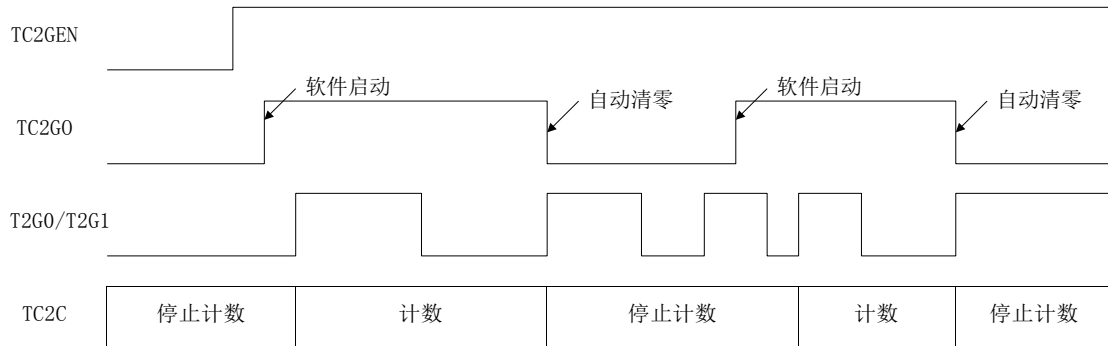 TC2GEN
软件启动
自动清零
软件启动
自动清零
TC2GO
T2G0/T2G1
TC2C
停止计数
计数
停止计数
计数
停止计数